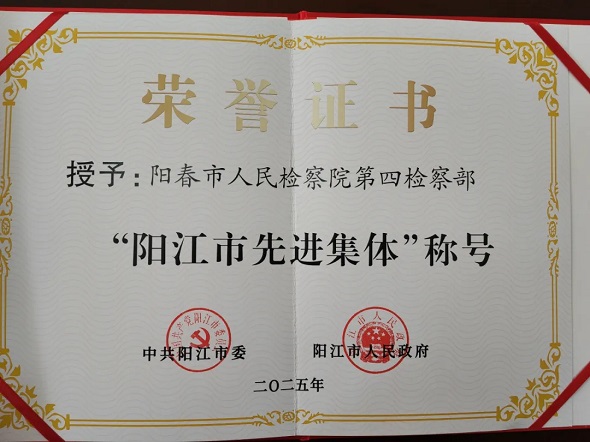 荣誉证书
授予：阳春市人民检察院第四检察部
“阳江市先进集体”称号
中共阳江市委
阳江市人民政府
二〇二五年